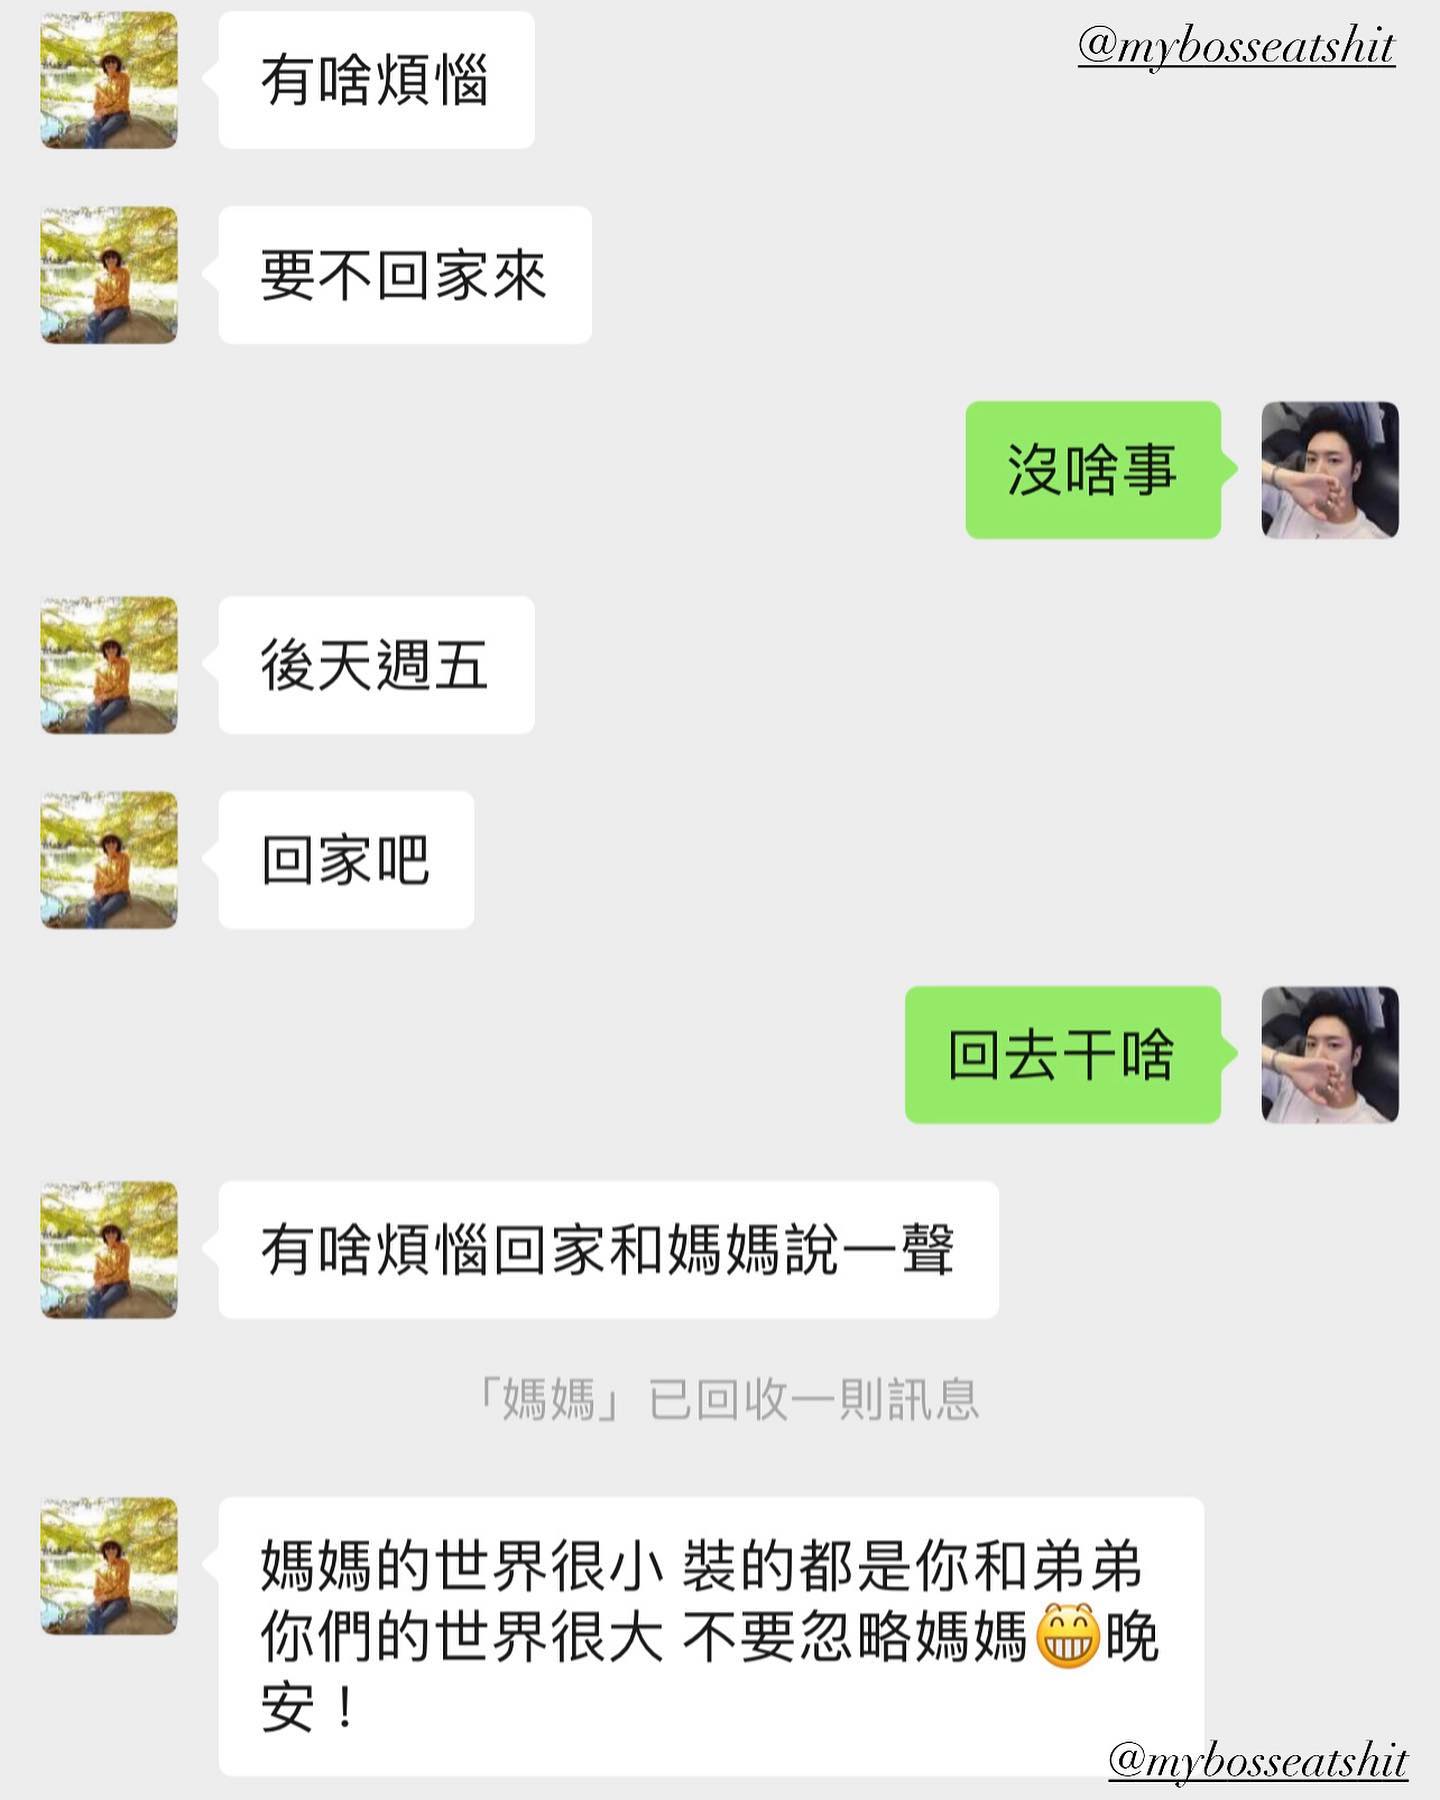 @mybosseatshit
有啥煩惱
要不回家來
沒啥事
後天週五
回家吧
回去干啥
有啥煩惱回家和媽媽說一聲
「媽媽」已回收一則訊息
媽媽的世界很小 裝的都是你和弟弟
你們的世界很大 不要忽略媽媽😁晚
安！
@mybosseatshit